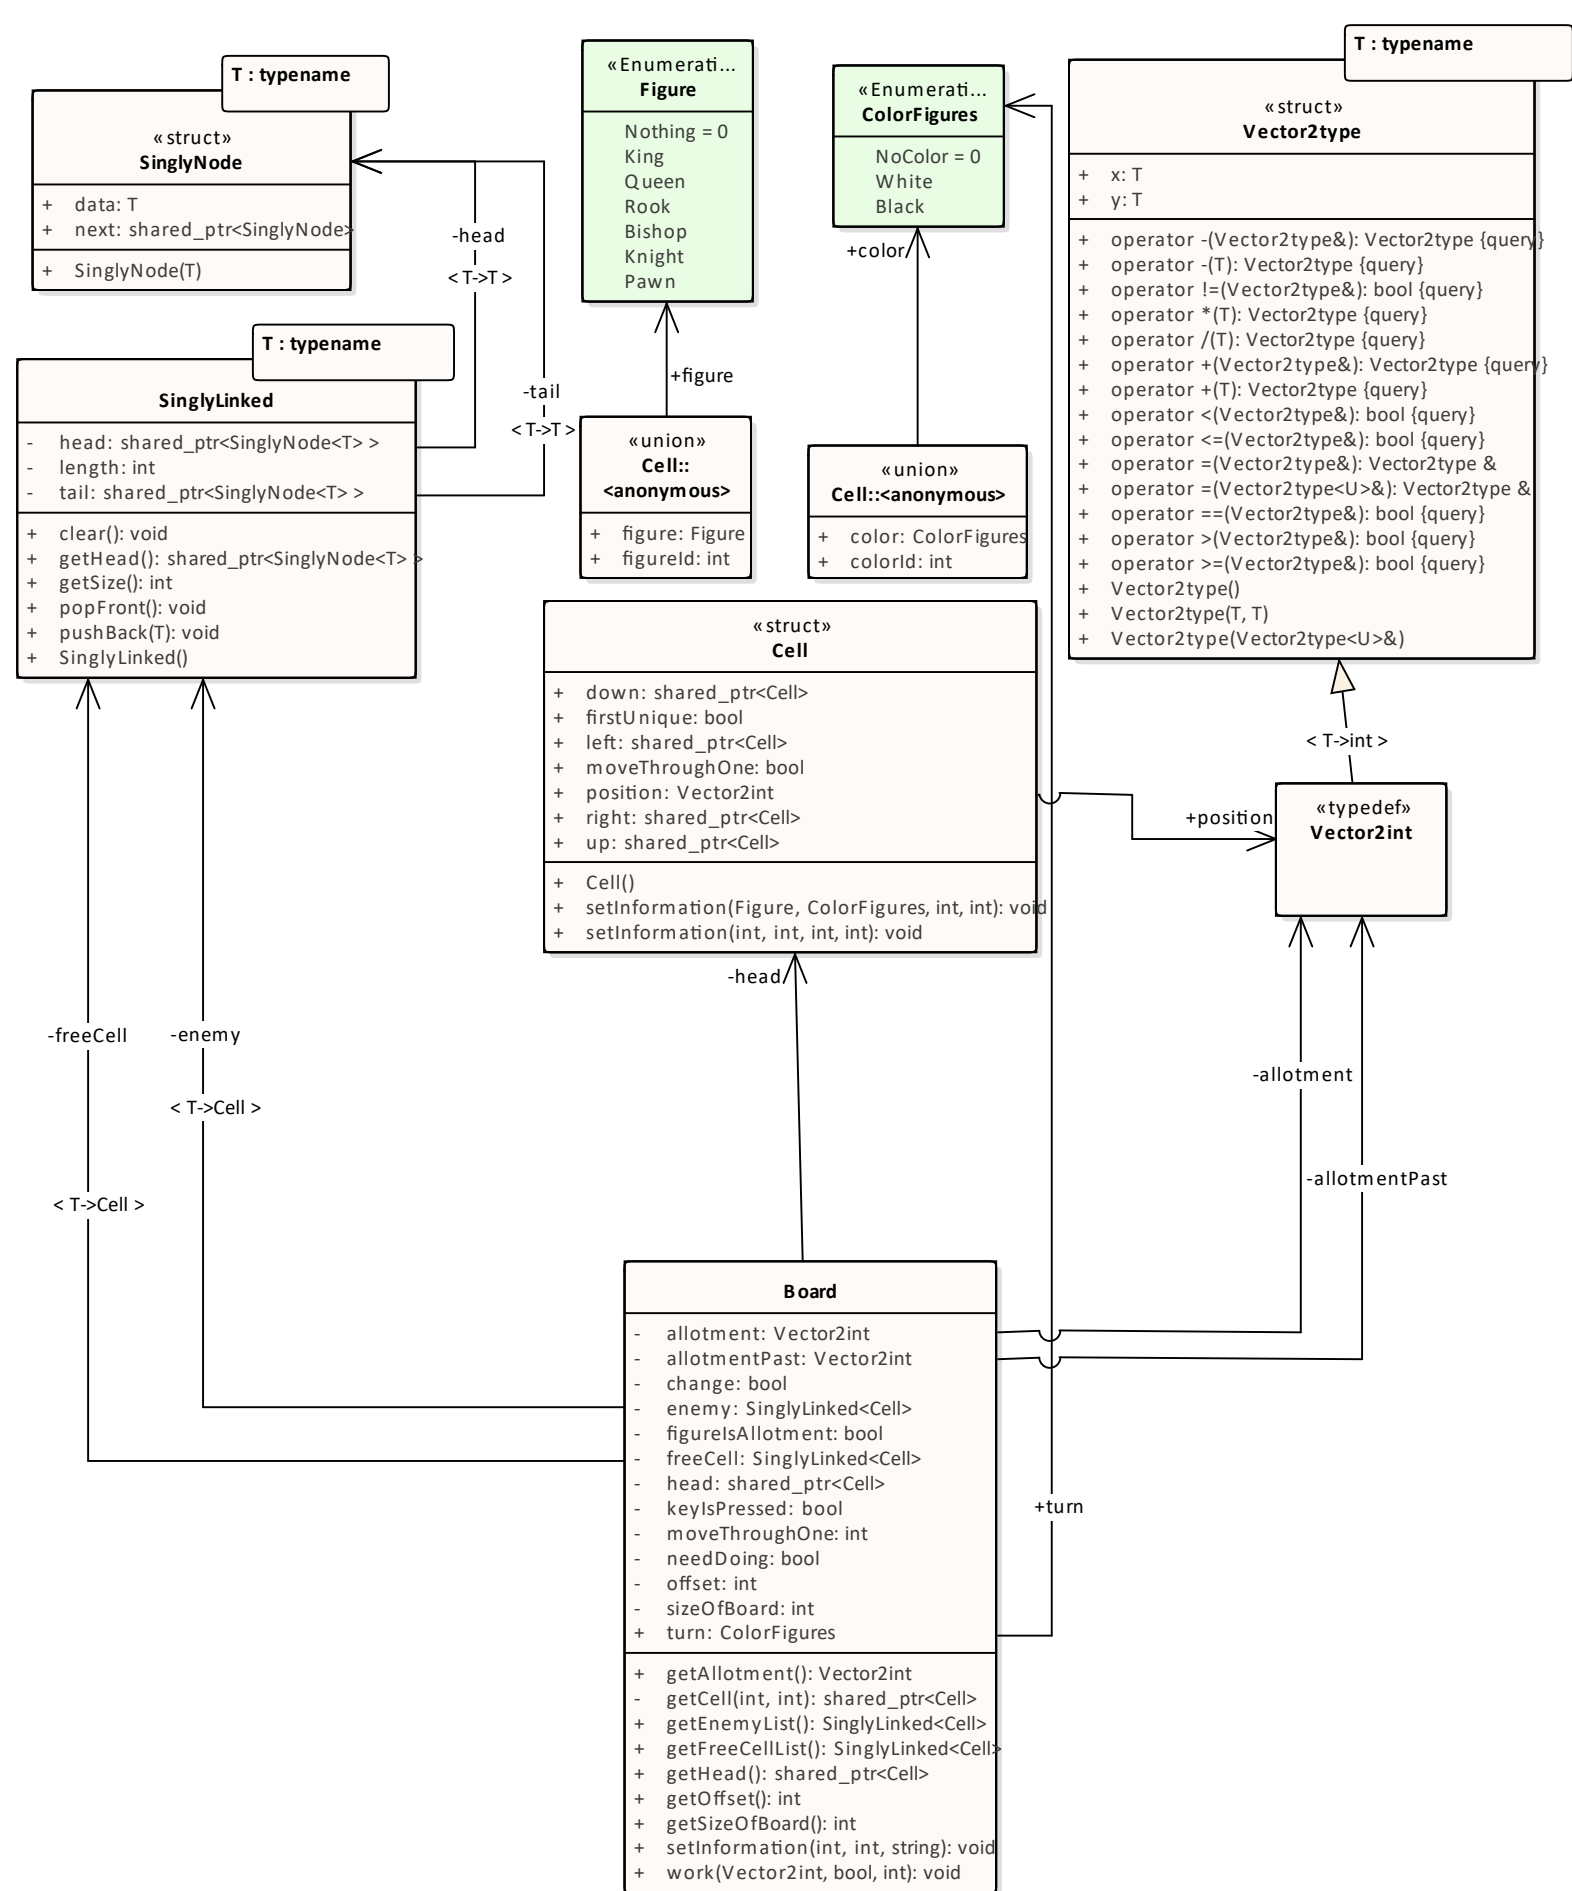 T : typename
«struct»
SinglyNode
+ data: T
+ next: shared_ptr<SinglyNode>
+ SinglyNode(T)
-head
< T->T >
-tail
< T->T >
T : typename
SinglyLinked
- head: shared_ptr<SinglyNode<T> >
- length: int
- tail: shared_ptr<SinglyNode<T> >
+ clear(): void
+ getHead(): shared_ptr<SinglyNode<T> >
+ getSize(): int
+ popFront(): void
+ pushBack(T): void
+ SinglyLinked()
«Enumerati...
Figure
Nothing = 0
King
Queen
Rook
Bishop
Knight
Pawn
+figure
«union»
Cell::
<anonymous>
+ figure: Figure
+ figureId: int
«Enumerati...
ColorFigures
NoColor = 0
White
Black
+color
«union»
Cell::<anonymous>
+ color: ColorFigures
+ colorId: int
T : typename
«struct»
Vector2type
+ x: T
+ y: T
+ operator -(Vector2type&): Vector2type {query}
+ operator -(T): Vector2type {query}
+ operator !=(Vector2type&): bool {query}
+ operator *(T): Vector2type {query}
+ operator /(T): Vector2type {query}
+ operator +(Vector2type&): Vector2type {query}
+ operator +(T): Vector2type {query}
+ operator <(Vector2type&): bool {query}
+ operator <=(Vector2type&): bool {query}
+ operator =(Vector2type&): Vector2type &
+ operator =(Vector2type<U>&): Vector2type &
+ operator ==(Vector2type&): bool {query}
+ operator >(Vector2type&): bool {query}
+ operator >=(Vector2type&): bool {query}
+ Vector2type()
+ Vector2type(T, T)
+ Vector2type(Vector2type<U>&)
< T->int >
«typedef»
Vector2int
+position
«struct»
Cell
+ down: shared_ptr<Cell>
+ firstUnique: bool
+ left: shared_ptr<Cell>
+ moveThroughOne: bool
+ position: Vector2int
+ right: shared_ptr<Cell>
+ up: shared_ptr<Cell>
+ Cell()
+ setInformation(Figure, ColorFigures, int, int): void
+ setInformation(int, int, int, int): void
-head
-freeCell
< T->Cell >
-enemy
< T->Cell >
-allotment
-allotmentPast
+turn
Board
- allotment: Vector2int
- allotmentPast: Vector2int
- change: bool
- enemy: SinglyLinked<Cell>
- figureIsAllotment: bool
- freeCell: SinglyLinked<Cell>
- head: shared_ptr<Cell>
- keyIsPressed: bool
- moveThroughOne: int
- needDoing: bool
- offset: int
- sizeOfBoard: int
+ turn: ColorFigures
+ getAllotment(): Vector2int
- getCell(int, int): shared_ptr<Cell>
+ getEnemyList(): SinglyLinked<Cell>
+ getFreeCellList(): SinglyLinked<Cell>
+ getHead(): shared_ptr<Cell>
+ getOffset(): int
+ getSizeOfBoard(): int
+ setInformation(int, int, string): void
+ work(Vector2int, bool, int): void